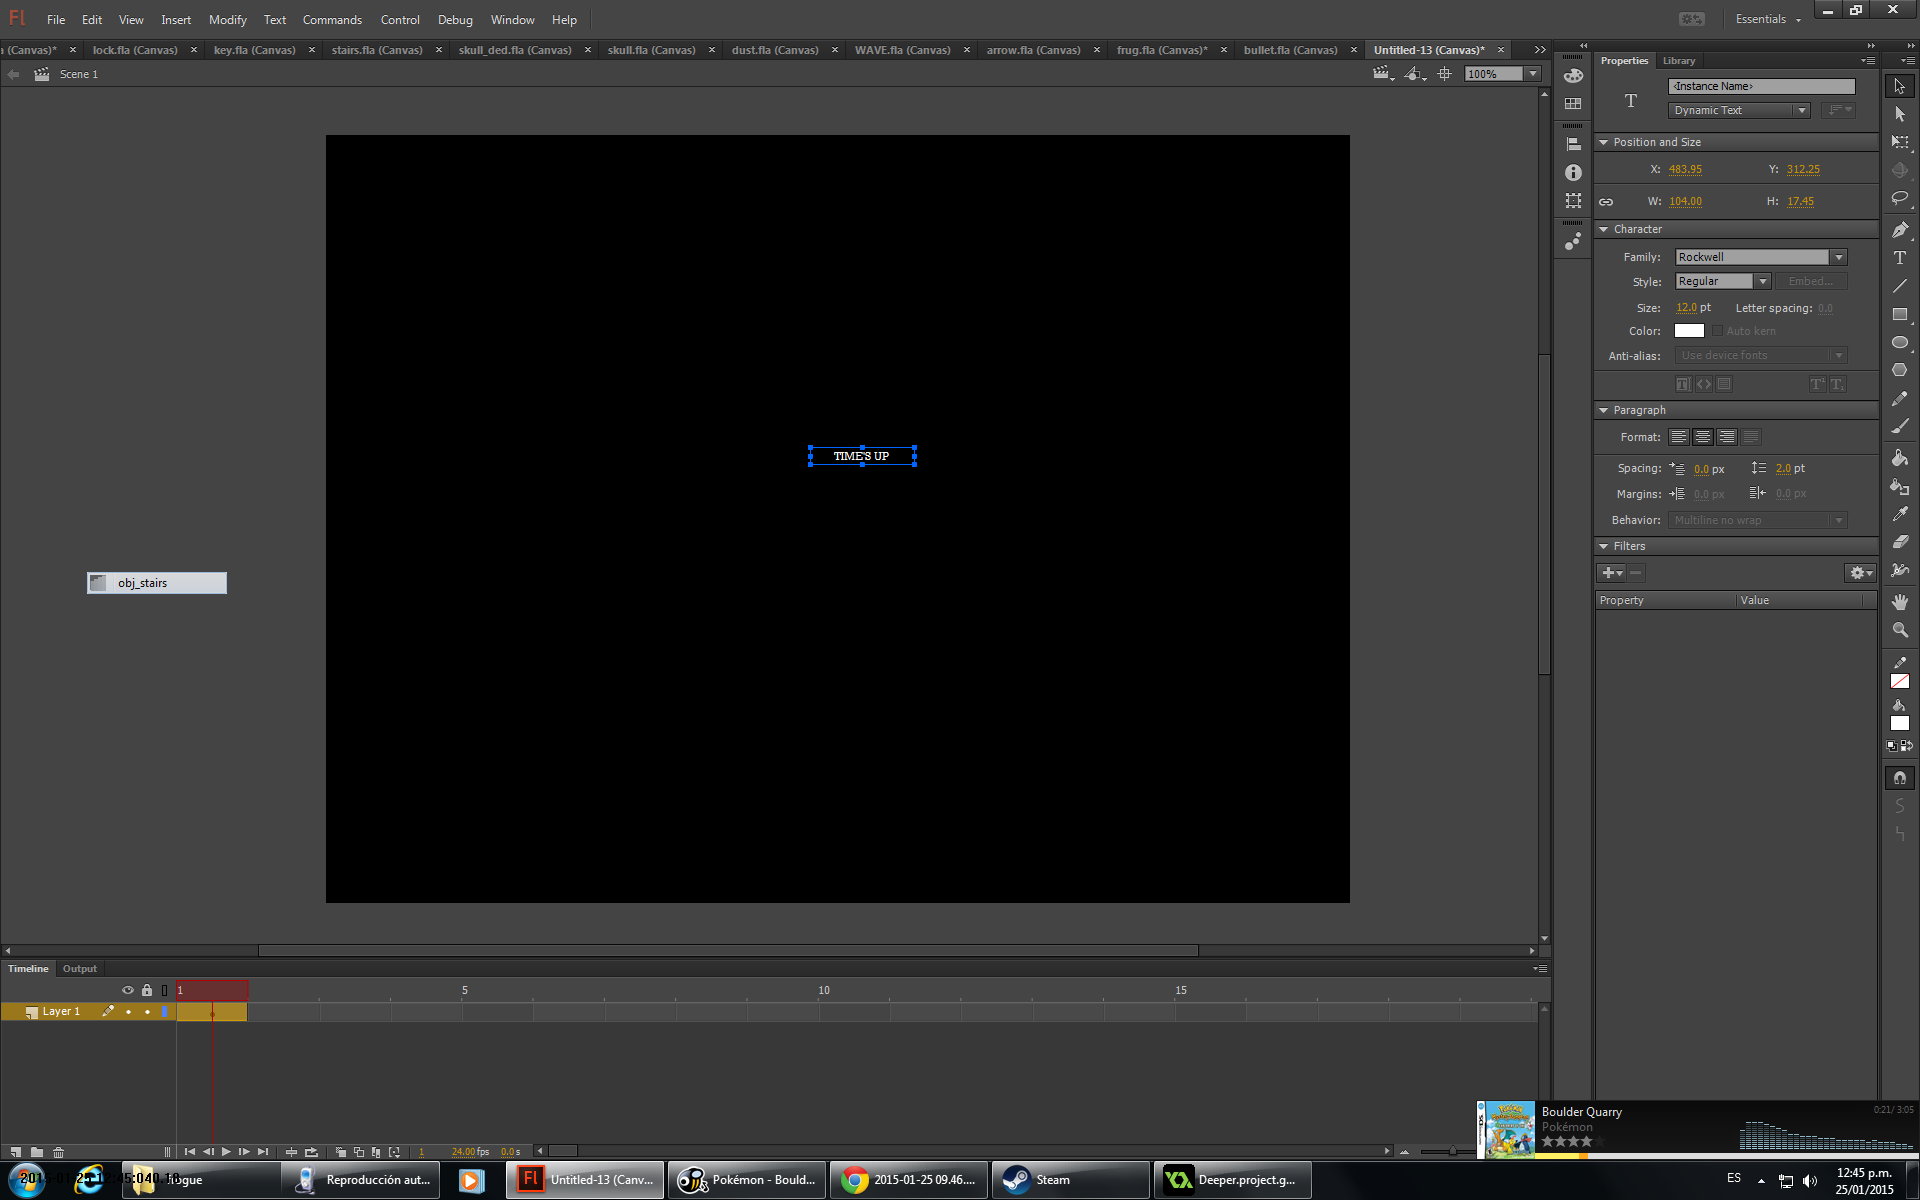 Fl File Edit View Insert Modify Control Text Commands Control Debug Window Help Essentials
a (Canvas)* lock.fla (Canvas) key.fla (Canvas) stairs.fla (Canvas) skull_ded.fla (Canvas) skull.fla (Canvas) dust.fla (Canvas) WAVE.fla (Canvas) arrow.fla (Canvas) frug.fla (Canvas)* bullet.fla (Canvas) Untitled-13 (Canvas)*
Scene 1 100%
Properties Library
<Instance Name>
T Dynamic Text
Position and Size
X: 483.95 Y: 312.25
W: 104.00 H: 17.45
Character
Family: Rockwell
Style: Regular Embed...
Size: 12.0 pt Letter spacing: 0.0
Color: Auto kern
Anti-alias: Use device fonts
Paragraph
Format:
Spacing: 0.0 px 2.0 pt
Margins: 0.0 px 0.0 px
Behavior: Multiline no wrap
Filters
Property Value
TIME'S UP
obj_stairs
Timeline Output
1 5 10 15
Layer 1
1 24.00 fps 0.0 s
Boulder Quarry 0:21/ 3:05
Pokémon
Untitled-13 (Canv...
Reproducción aut...
Pokémon - Bould...
2015-01-25 09.46....
Steam
Deeper.project.g...
ES
12:45 p.m.
25/01/2015